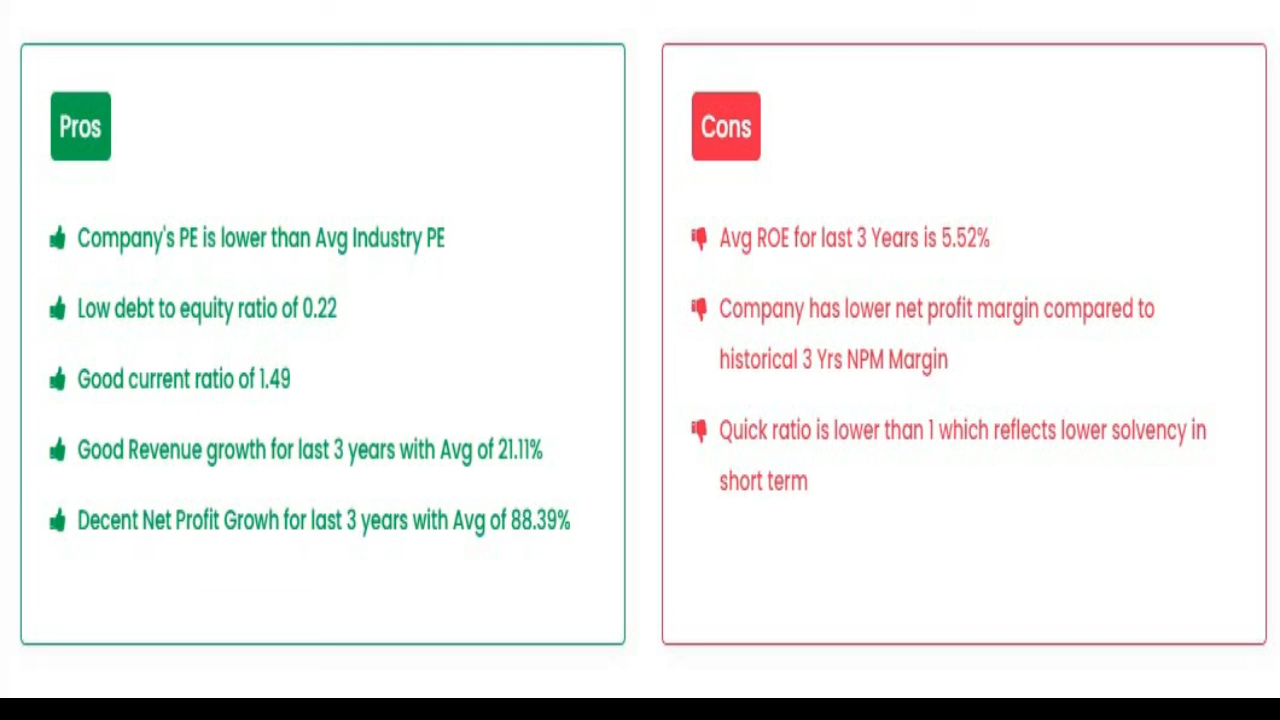 Pros
Company's PE is lower than Avg Industry PE
Low debt to equity ratio of 0.22
Good current ratio of 1.49
Good Revenue growth for last 3 years with Avg of 21.11%
Decent Net Profit Growh for last 3 years with Avg of 88.39%
Cons
Avg ROE for last 3 Years is 5.52%
Company has lower net profit margin compared to
historical 3 Yrs NPM Margin
Quick ratio is lower than 1 which reflects lower solvency in
short term